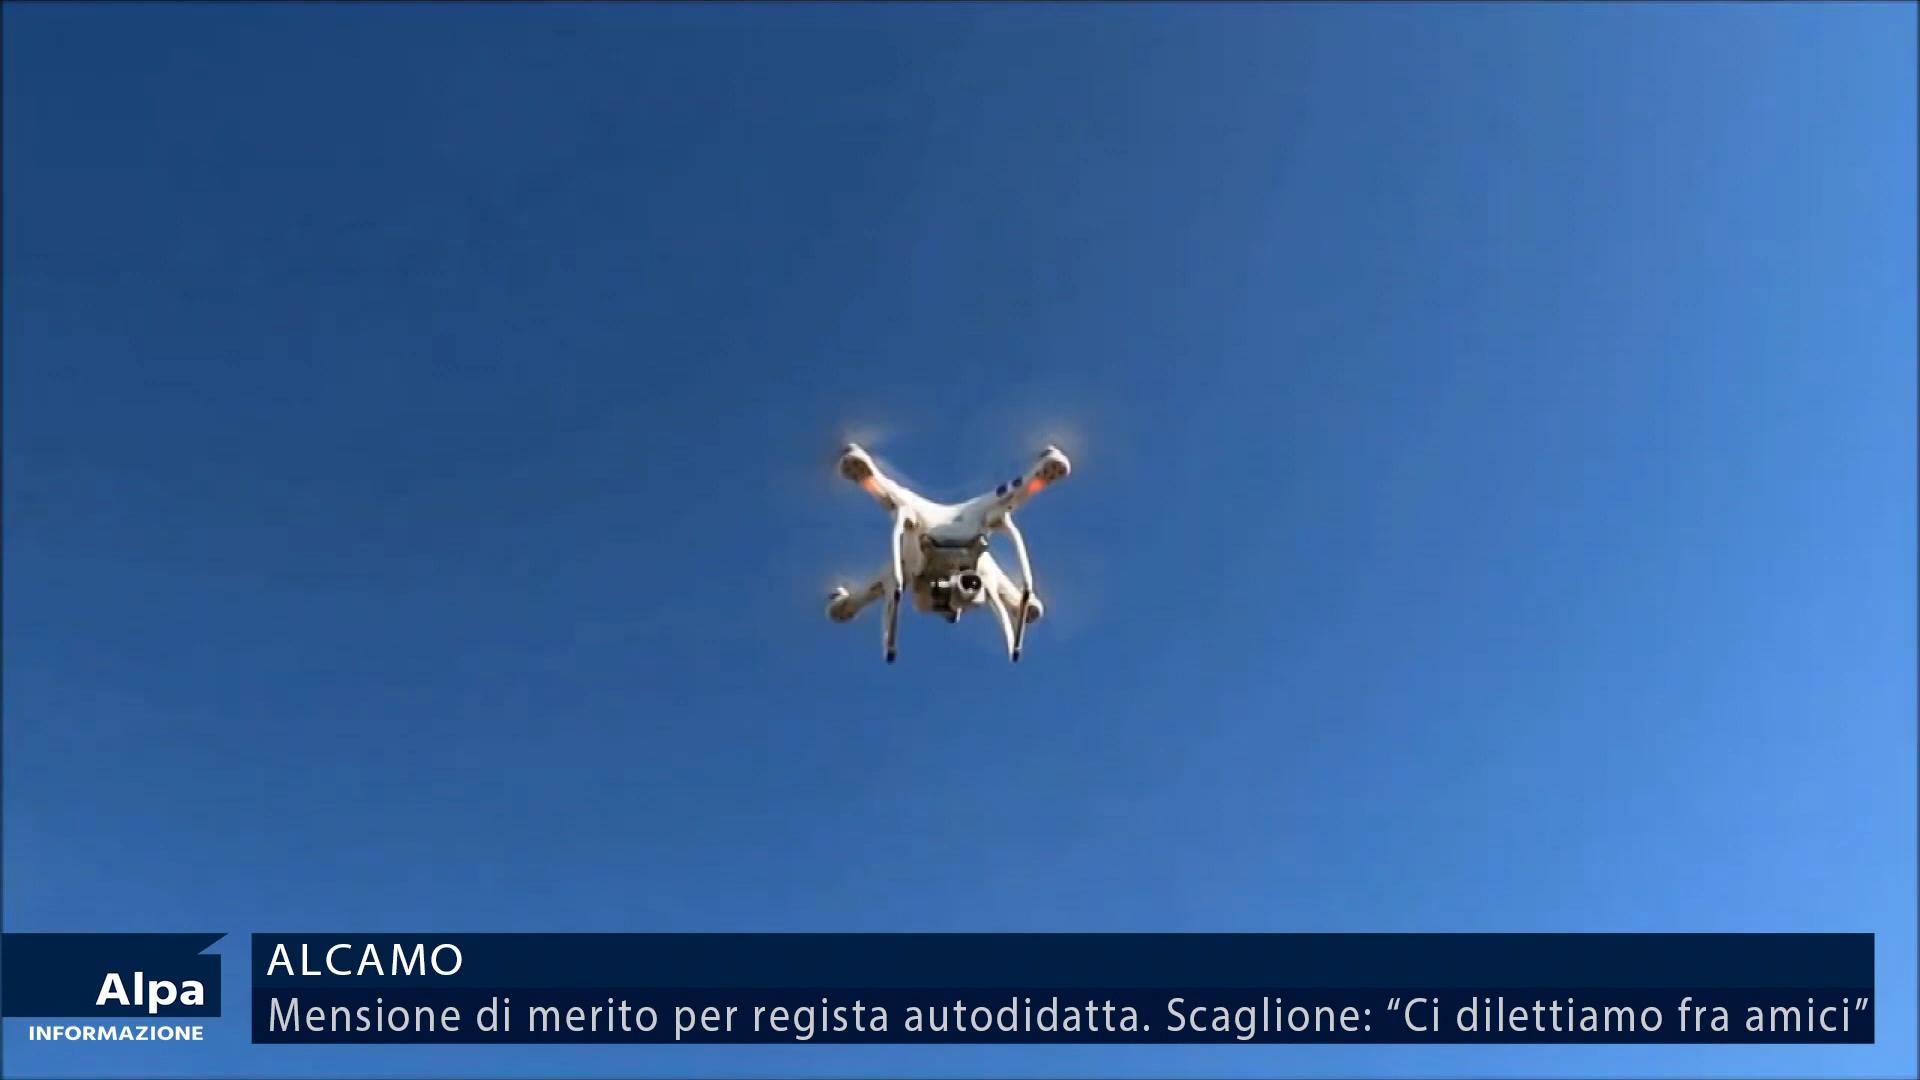 ALCAMO
Mensione di merito per regista autodidatta. Scaglione: “Ci dilettiamo fra amici”
Alpa
INFORMAZIONE